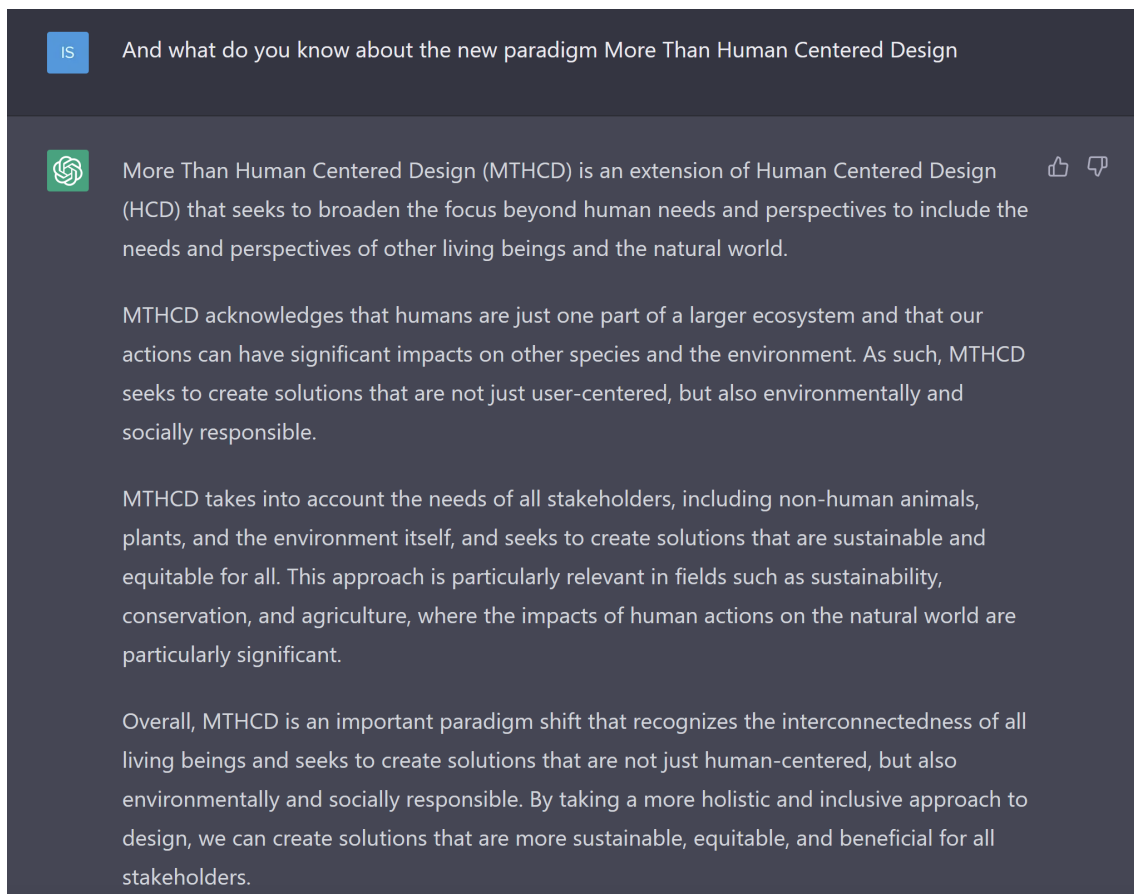 IS
And what do you know about the new paradigm More Than Human Centered Design
More Than Human Centered Design (MTHCD) is an extension of Human Centered Design
(HCD) that seeks to broaden the focus beyond human needs and perspectives to include the
needs and perspectives of other living beings and the natural world.
MTHCD acknowledges that humans are just one part of a larger ecosystem and that our
actions can have significant impacts on other species and the environment. As such, MTHCD
seeks to create solutions that are not just user-centered, but also environmentally and
socially responsible.
MTHCD takes into account the needs of all stakeholders, including non-human animals,
plants, and the environment itself, and seeks to create solutions that are sustainable and
equitable for all. This approach is particularly relevant in fields such as sustainability,
conservation, and agriculture, where the impacts of human actions on the natural world are
particularly significant.
Overall, MTHCD is an important paradigm shift that recognizes the interconnectedness of all
living beings and seeks to create solutions that are not just human-centered, but also
environmentally and socially responsible. By taking a more holistic and inclusive approach to
design, we can create solutions that are more sustainable, equitable, and beneficial for all
stakeholders.